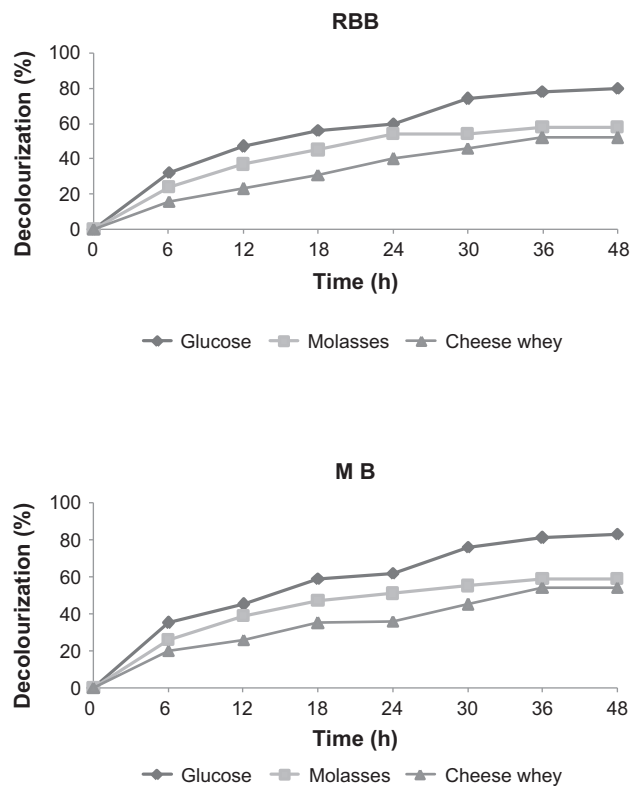 RBB
Decolourization (%)
100
80
60
40
20
0
0 6 12 18 24 30 36 48
Time (h)
Glucose Molasses Cheese whey
M B
Decolourization (%)
100
80
60
40
20
0
0 6 12 18 24 30 36 48
Time (h)
Glucose Molasses Cheese whey